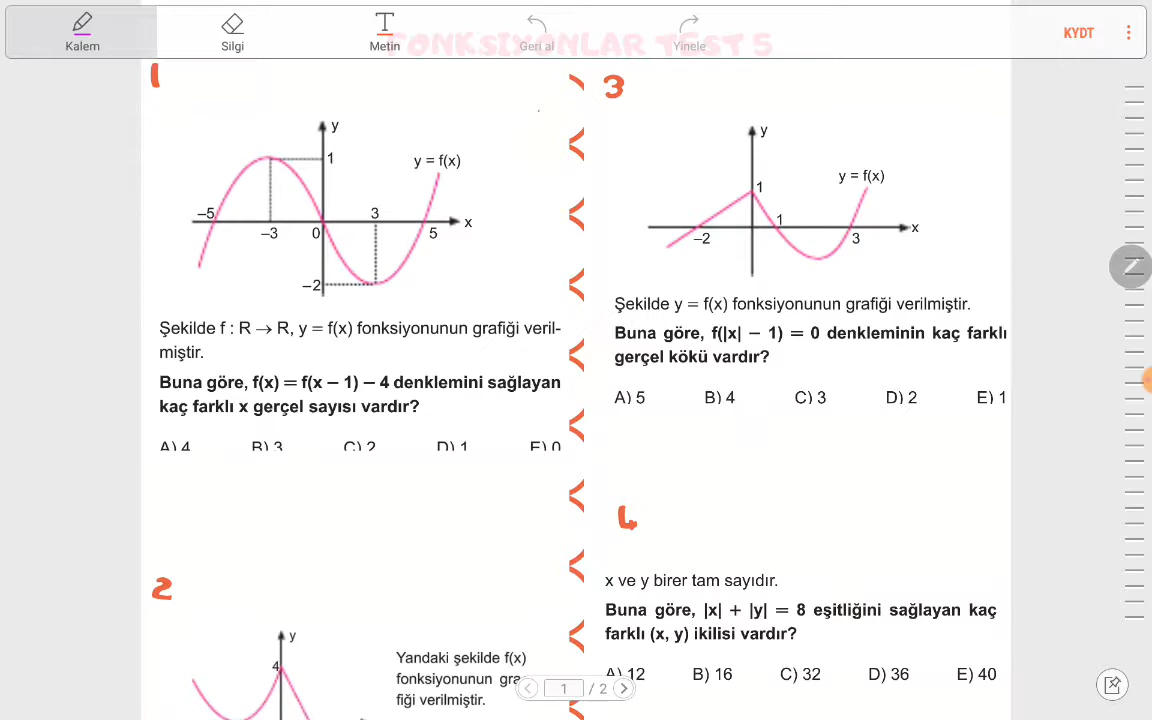 Kalem
Silgi
Metin
Geri al
Yinele
KYDT
FONKSİYONLAR TEST 5
1
y
1
y = f(x)
−5
3
x
−3
0
5
−2
Şekilde f : R → R, y = f(x) fonksiyonunun grafiği veril-
miştir.
Buna göre, f(x) = f(x − 1) − 4 denklemini sağlayan
kaç farklı x gerçel sayısı vardır?
A) 4 B) 3 C) 2 D) 1 E) 0
2
y
4
Yandaki şekilde f(x)
fonksiyonunun gra-
fiği verilmiştir.
3
y
1
y = f(x)
1
x
−2
3
Şekilde y = f(x) fonksiyonunun grafiği verilmiştir.
Buna göre, f(|x| − 1) = 0 denkleminin kaç farklı
gerçel kökü vardır?
A) 5 B) 4 C) 3 D) 2 E) 1
4
x ve y birer tam sayıdır.
Buna göre, |x| + |y| = 8 eşitliğini sağlayan kaç
farklı (x, y) ikilisi vardır?
A) 12 B) 16 C) 32 D) 36 E) 40
1 / 2